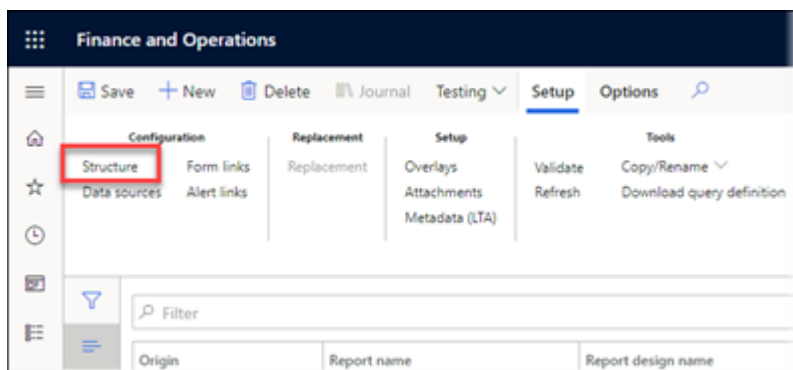 Finance and Operations
Save New Delete Journal Testing Setup Options
Configuration Replacement Setup Tools
Structure Form links Replacement Overlays Validate Copy/Rename
Data sources Alert links Attachments Refresh Download query definition
Metadata (LTA)
Filter
Origin Report name Report design name